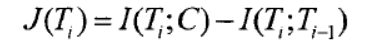 J(T_i) = I(T_i;C) − I(T_i;T_{i−1})